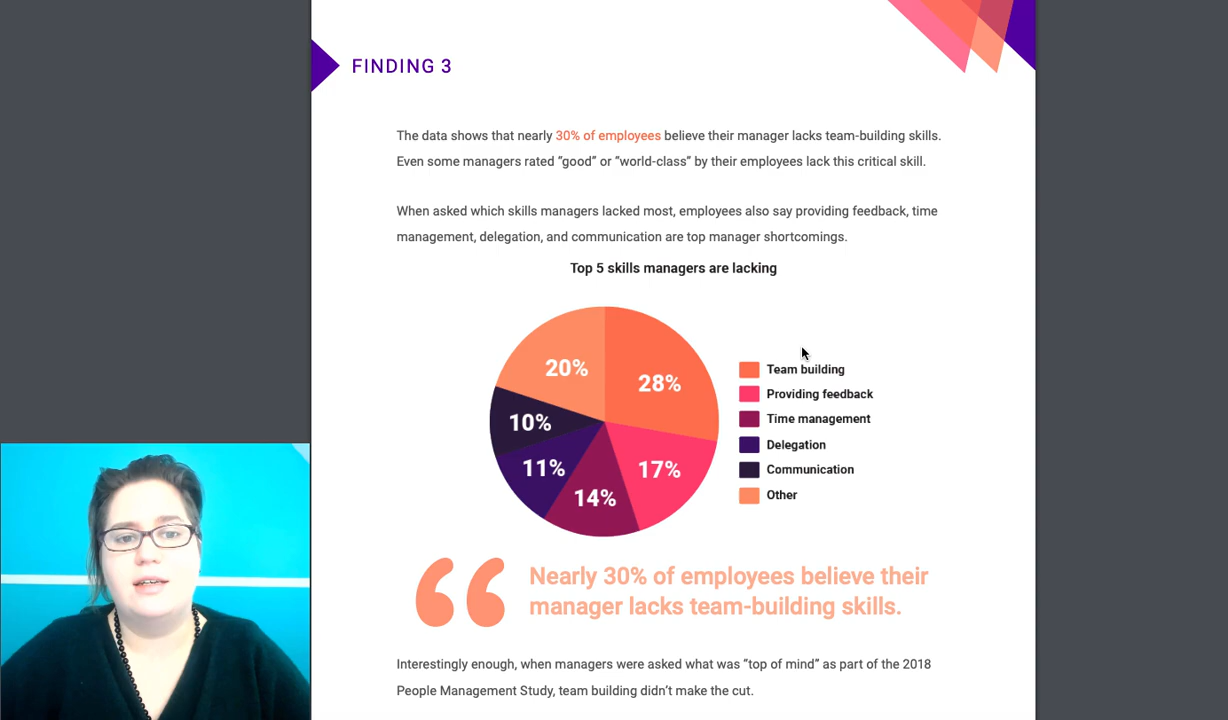 FINDING 3
The data shows that nearly 30% of employees believe their manager lacks team-building skills.
Even some managers rated “good” or “world-class” by their employees lack this critical skill.
When asked which skills managers lacked most, employees also say providing feedback, time
management, delegation, and communication are top manager shortcomings.
Top 5 skills managers are lacking
20%
28%
10%
11%
14%
17%
Team building
Providing feedback
Time management
Delegation
Communication
Other
“ Nearly 30% of employees believe their
manager lacks team-building skills.
Interestingly enough, when managers were asked what was “top of mind” as part of the 2018
People Management Study, team building didn’t make the cut.